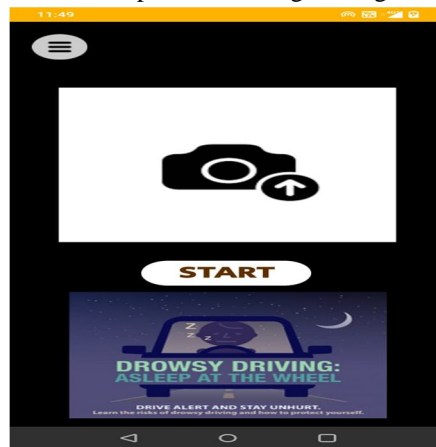 11:49
START
Z
Z
Z
DROWSY DRIVING:
ASLEEP AT THE WHEEL
DRIVE ALERT AND STAY UNHURT.
Learn the risks of drowsy driving and how to protect yourself.